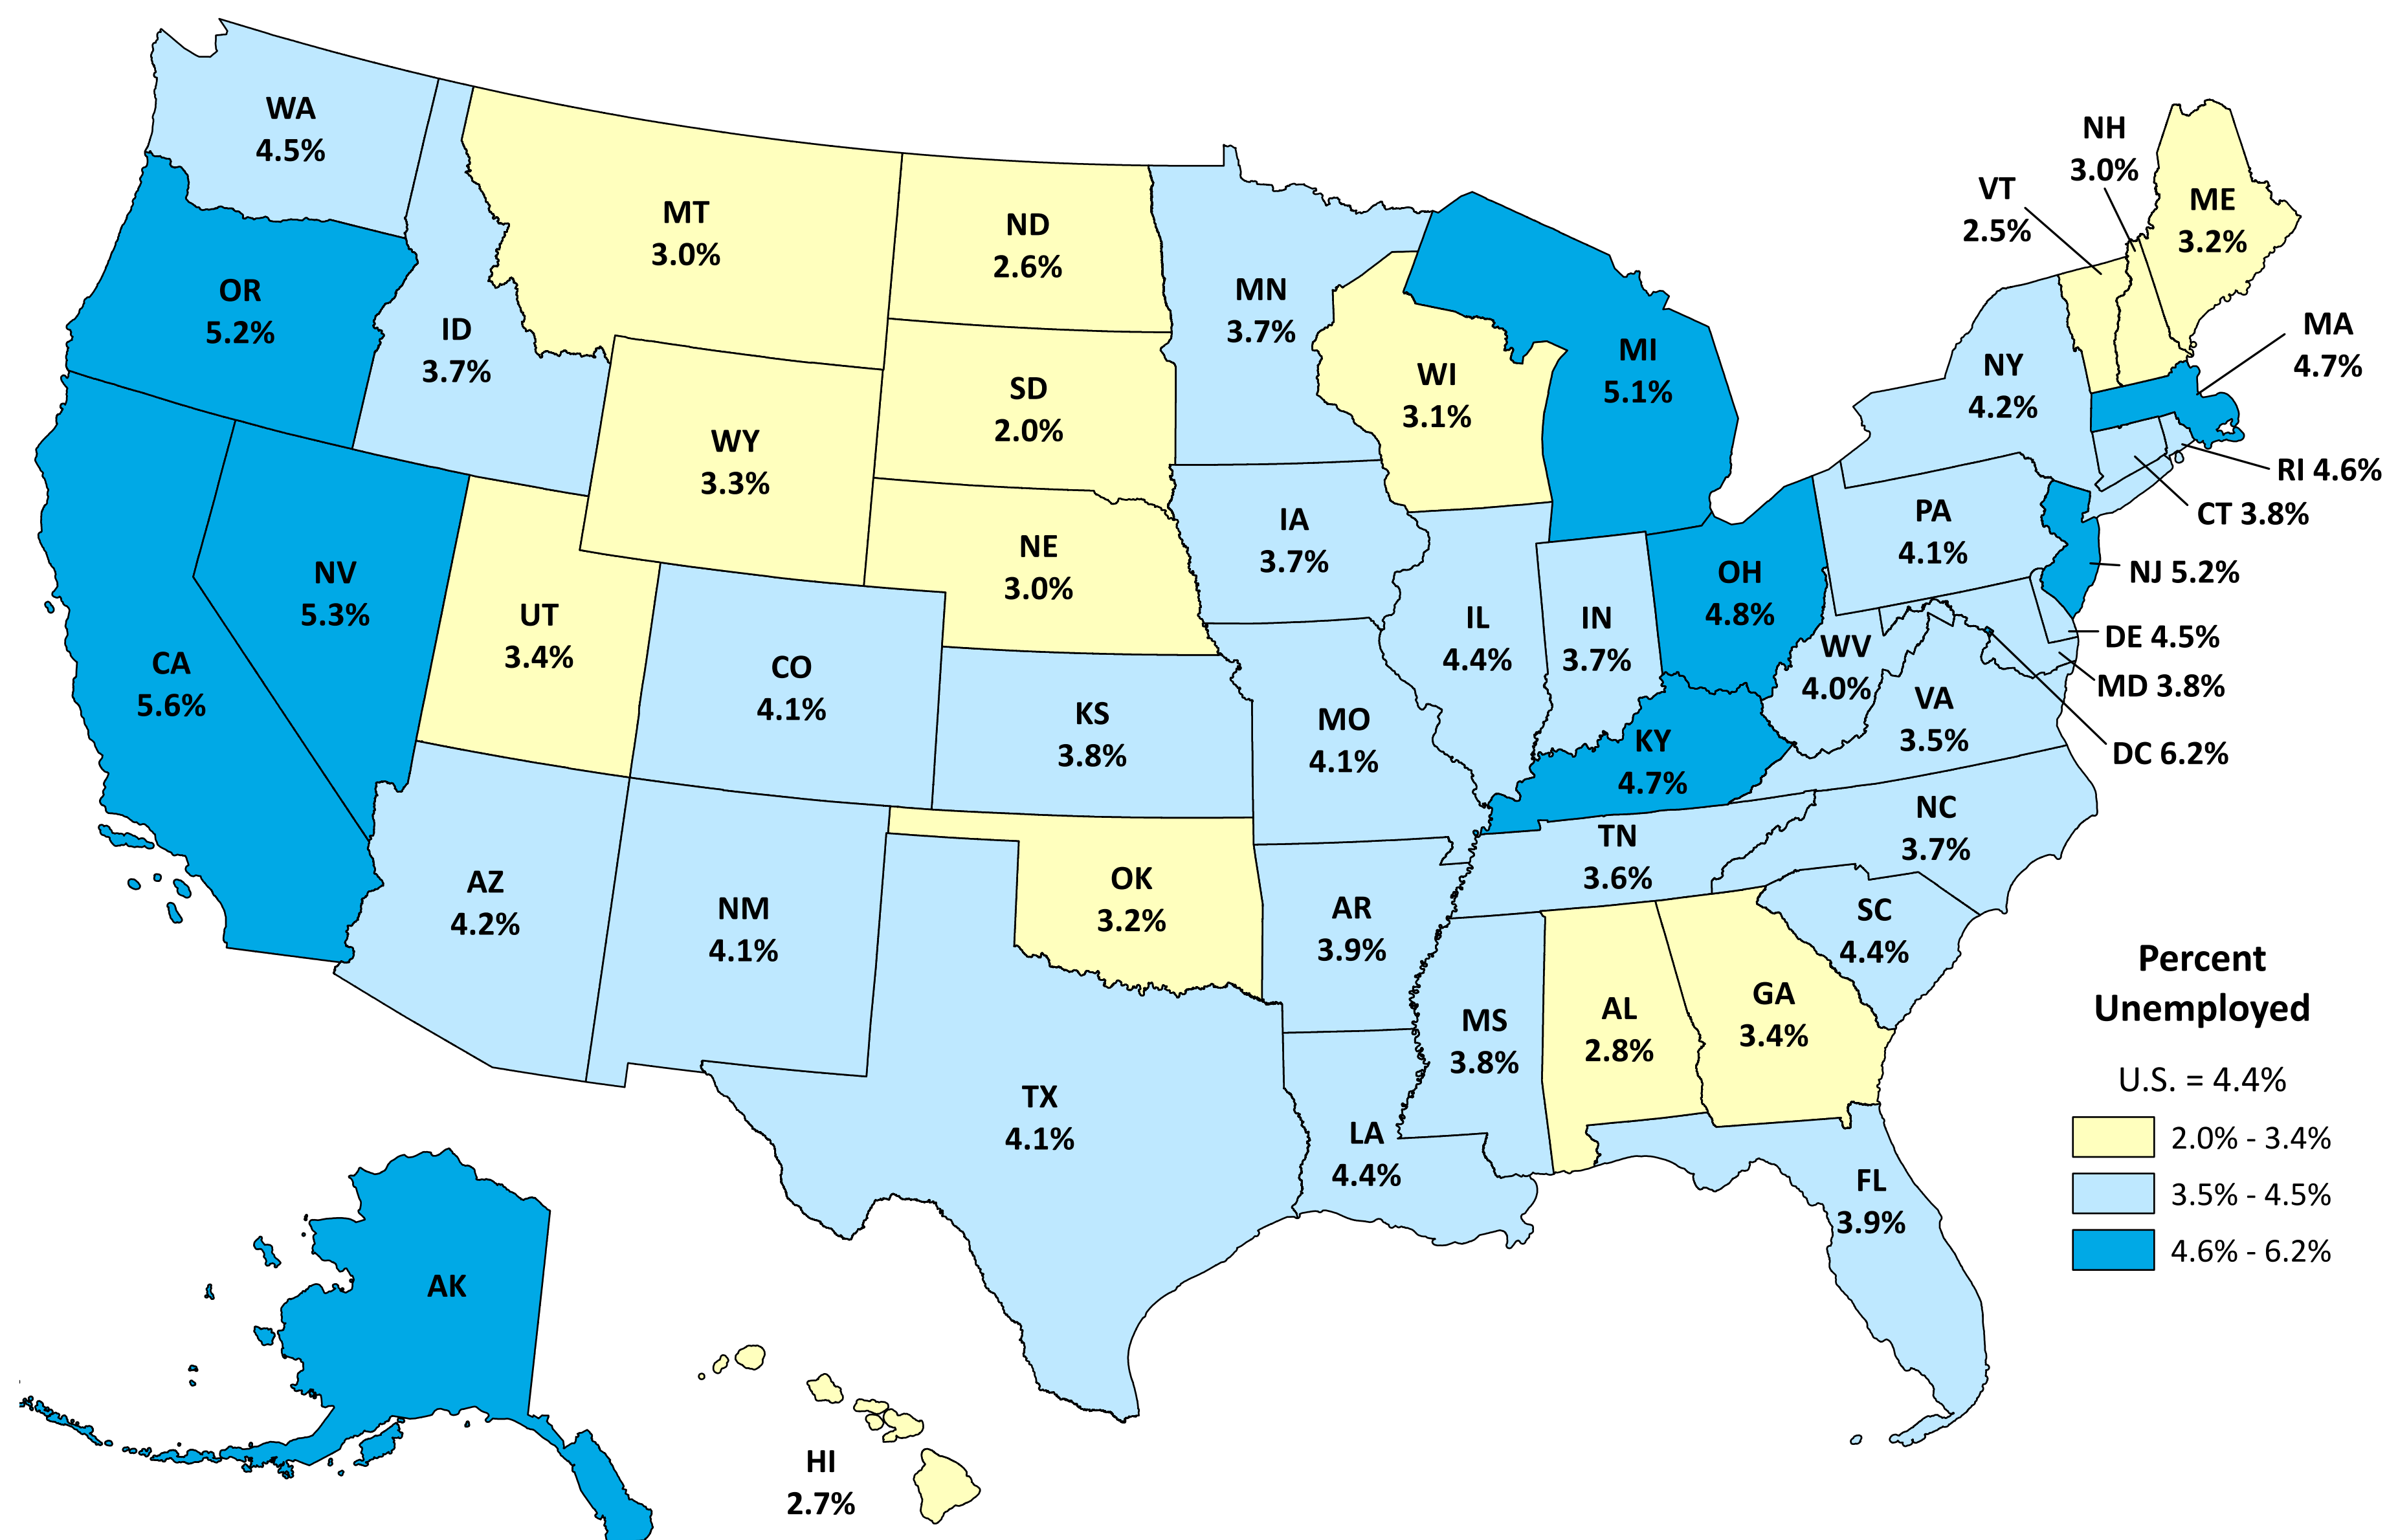 WA
4.5%
OR
5.2%
CA
5.6%
NV
5.3%
ID
3.7%
MT
3.0%
WY
3.3%
UT
3.4%
AZ
4.2%
CO
4.1%
NM
4.1%
ND
2.6%
SD
2.0%
NE
3.0%
KS
3.8%
OK
3.2%
TX
4.1%
MN
3.7%
IA
3.7%
MO
4.1%
AR
3.9%
LA
4.4%
WI
3.1%
IL
4.4%
MS
3.8%
MI
5.1%
IN
3.7%
OH
4.8%
KY
4.7%
TN
3.6%
AL
2.8%
GA
3.4%
FL
3.9%
SC
4.4%
NC
3.7%
VA
3.5%
WV
4.0%
PA
4.1%
NY
4.2%
VT
2.5%
NH
3.0%
ME
3.2%
MA
4.7%
RI 4.6%
CT 3.8%
NJ 5.2%
DE 4.5%
MD 3.8%
DC 6.2%
AK
HI
2.7%
Percent
Unemployed
U.S. = 4.4%
2.0% - 3.4%
3.5% - 4.5%
4.6% - 6.2%